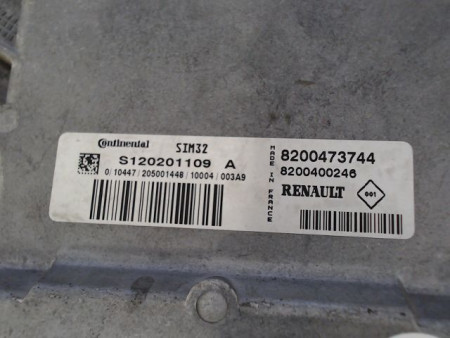 Continental SIM32
S120201109 A
0/10447/205001448/10004/003A9
MADE IN FRANCE
8200473744
8200400246
RENAULT
001